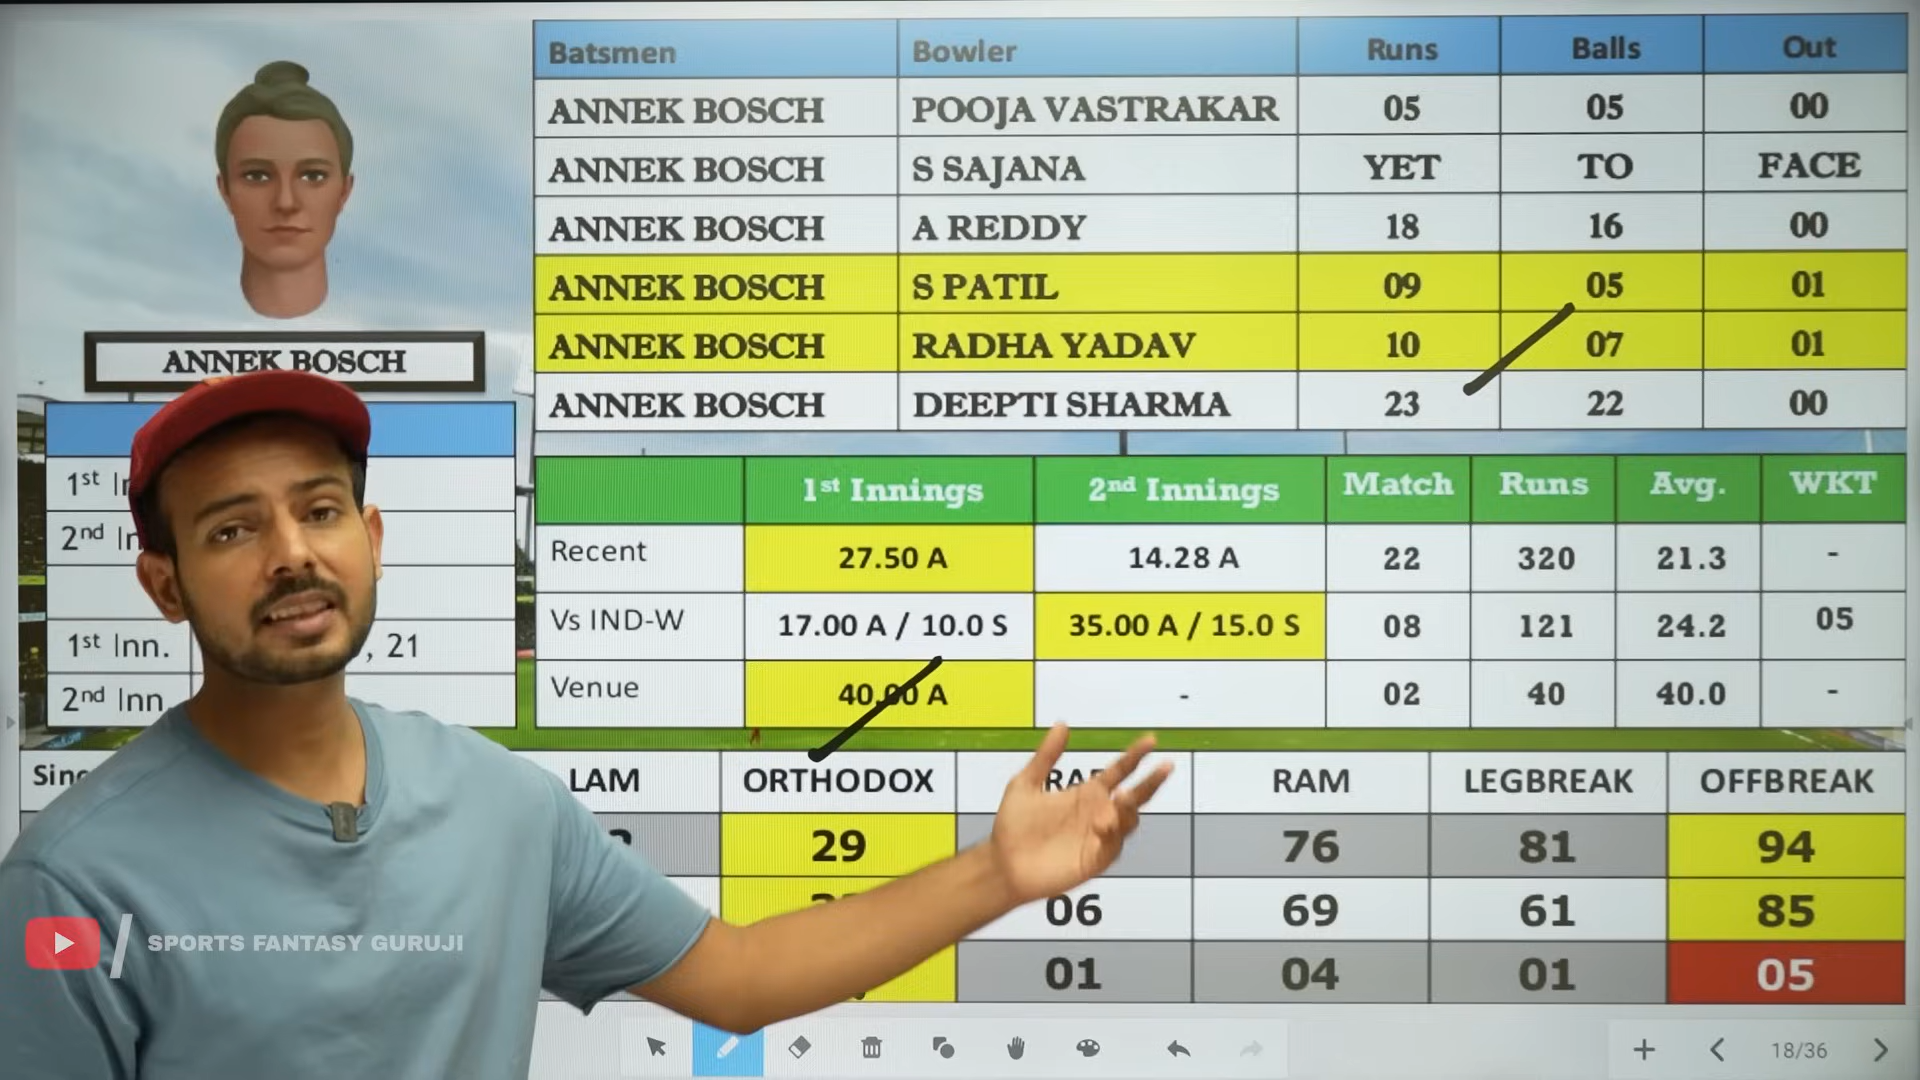 Batsmen Bowler Runs Balls Out
ANNEK BOSCH POOJA VASTRAKAR 05 05 00
ANNEK BOSCH S SAJANA YET TO FACE
ANNEK BOSCH A REDDY 18 16 00
ANNEK BOSCH S PATIL 09 05 01
ANNEK BOSCH RADHA YADAV 10 07 01
ANNEK BOSCH DEEPTI SHARMA 23 22 00
ANNEK BOSCH
1st
2nd
1st Inn. , 21
2nd Inn
1st Innings 2nd Innings Match Runs Avg. WKT
Recent 27.50 A 14.28 A 22 320 21.3 -
Vs IND-W 17.00 A / 10.0 S 35.00 A / 15.0 S 08 121 24.2 05
Venue 40.00 A - 02 40 40.0 -
LAM ORTHODOX RAM LEGBREAK OFFBREAK
29 76 81 94
06 69 61 85
01 04 01 05
SPORTS FANTASY GURUJI
18/36